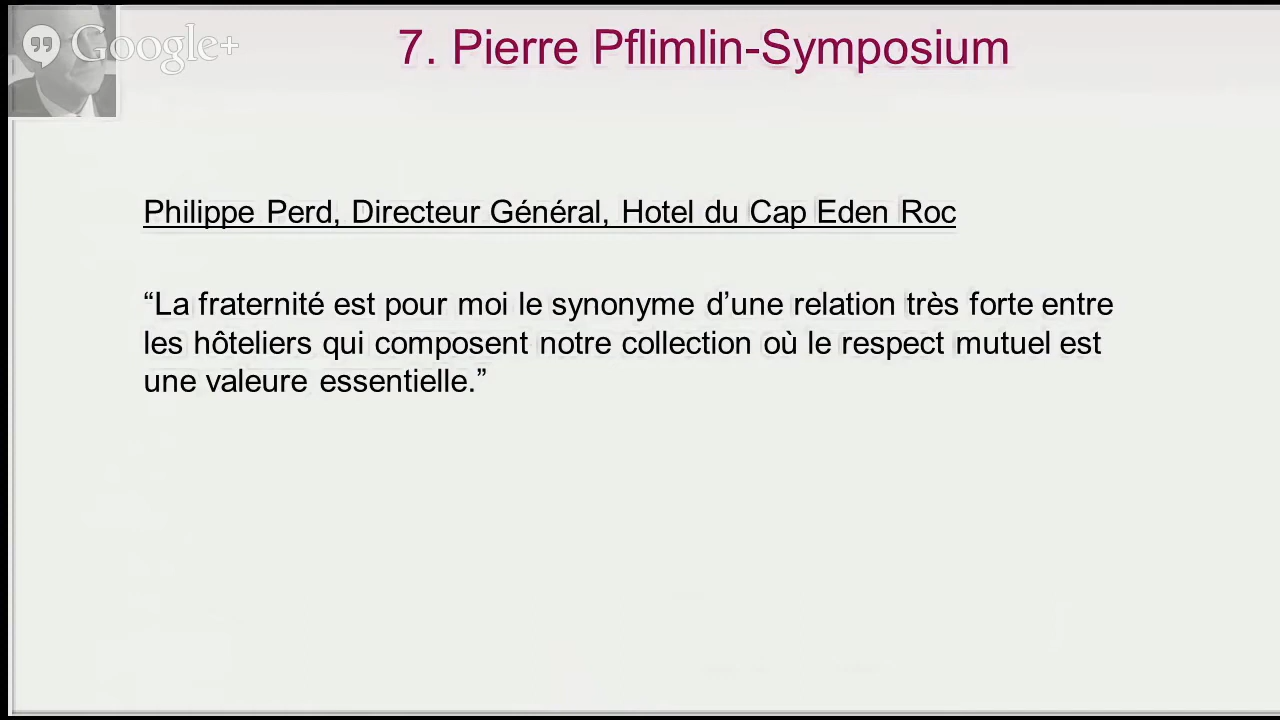 Google+
7. Pierre Pflimlin-Symposium
Philippe Perd, Directeur Général, Hotel du Cap Eden Roc
“La fraternité est pour moi le synonyme d’une relation très forte entre
les hôteliers qui composent notre collection où le respect mutuel est
une valeure essentielle.”